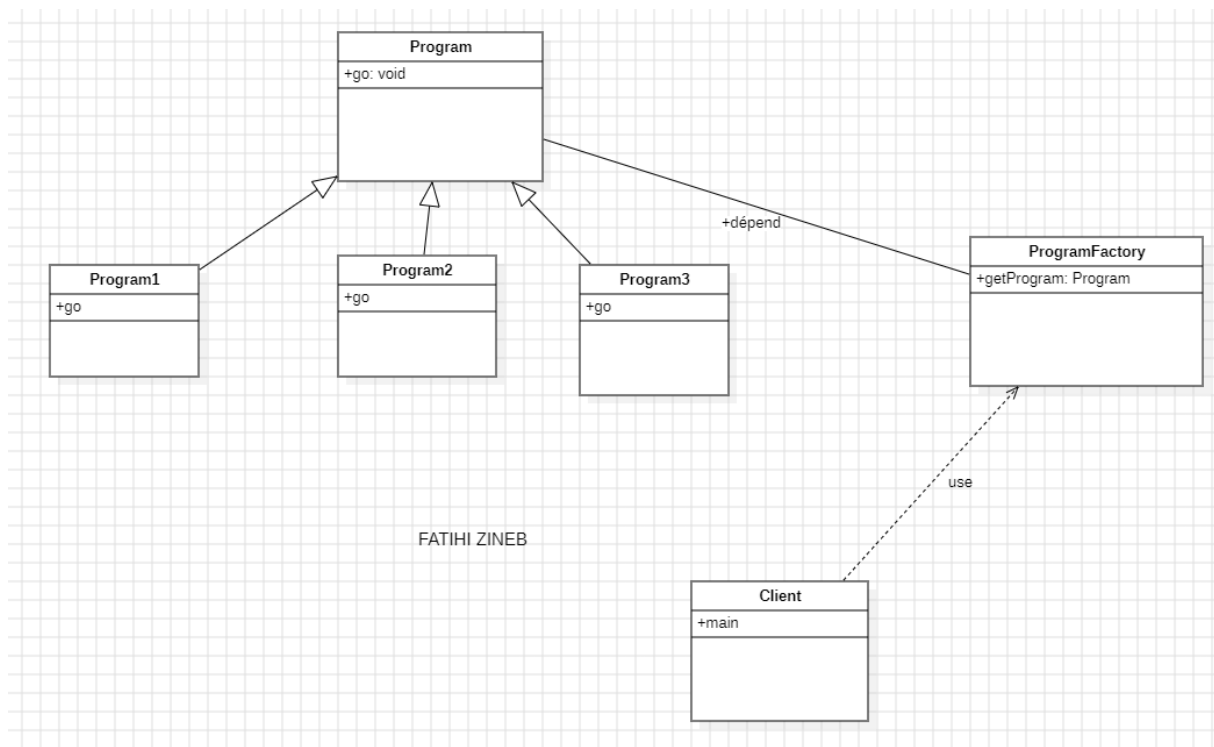 Program
+go: void
+dépend
Program1
+go
Program2
+go
Program3
+go
ProgramFactory
+getProgram: Program
use
FATIHI ZINEB
Client
+main